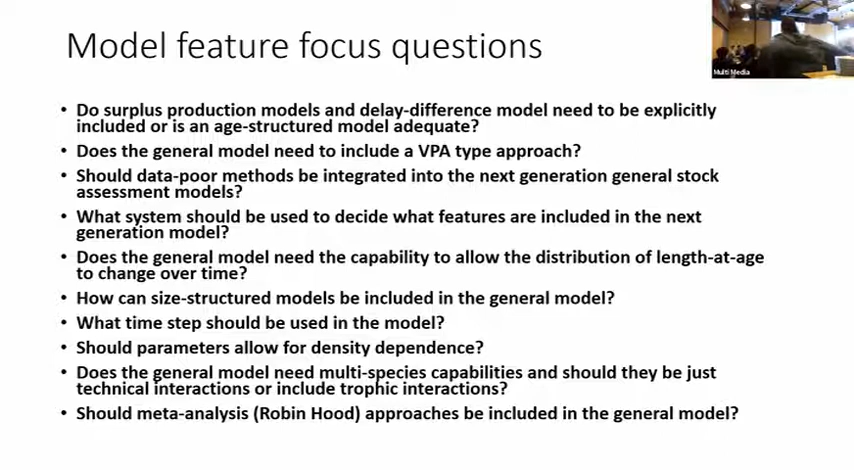 Model feature focus questions
Multi Media
• Do surplus production models and delay-difference model need to be explicitly
included or is an age-structured model adequate?
• Does the general model need to include a VPA type approach?
• Should data-poor methods be integrated into the next generation general stock
assessment models?
• What system should be used to decide what features are included in the next
generation model?
• Does the general model need the capability to allow the distribution of length-at-age
to change over time?
• How can size-structured models be included in the general model?
• What time step should be used in the model?
• Should parameters allow for density dependence?
• Does the general model need multi-species capabilities and should they be just
technical interactions or include trophic interactions?
• Should meta-analysis (Robin Hood) approaches be included in the general model?